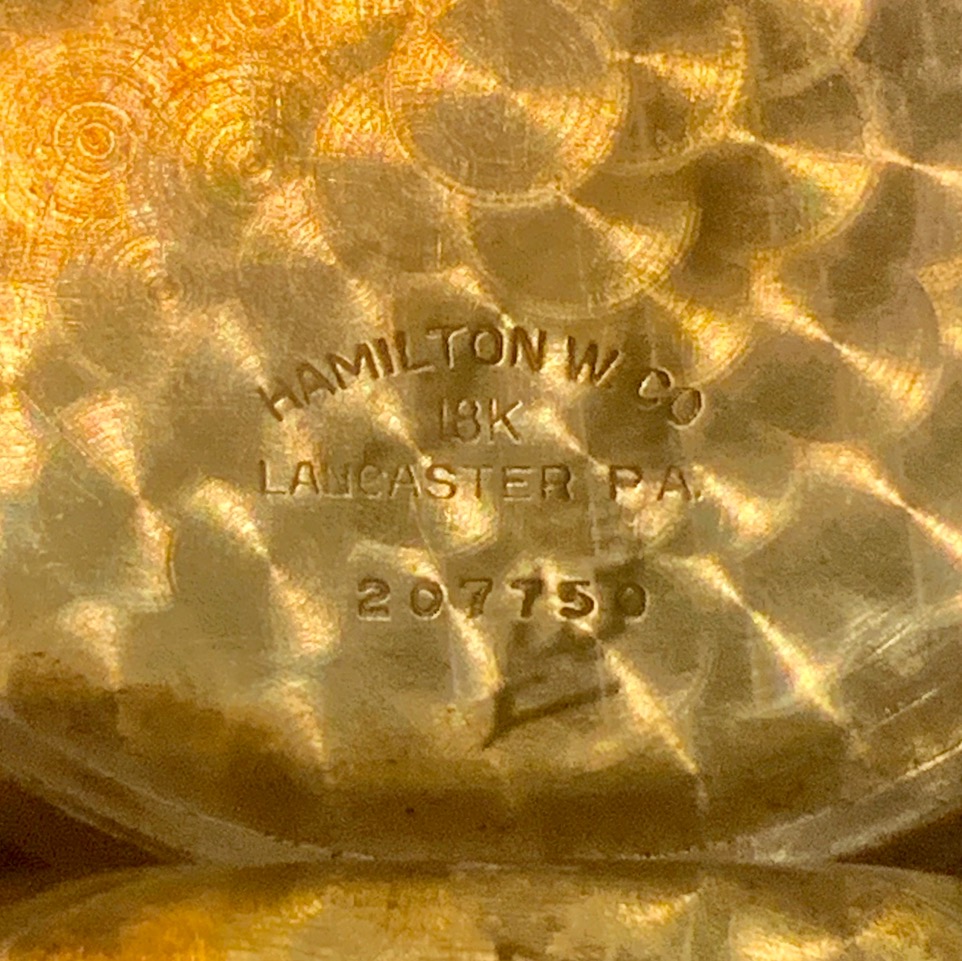 HAMILTON W. CO
18K
LANCASTER PA.
207750